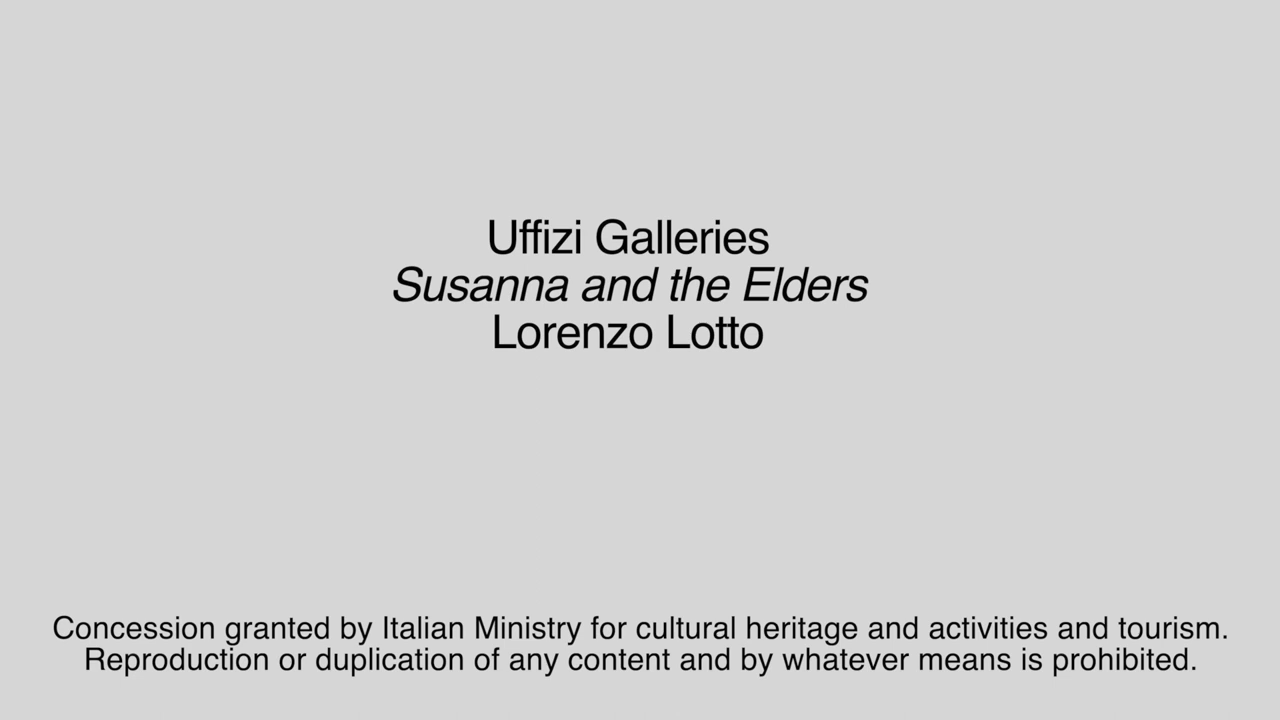 Uffizi Galleries
Susanna and the Elders
Lorenzo Lotto
Concession granted by Italian Ministry for cultural heritage and activities and tourism.
Reproduction or duplication of any content and by whatever means is prohibited.